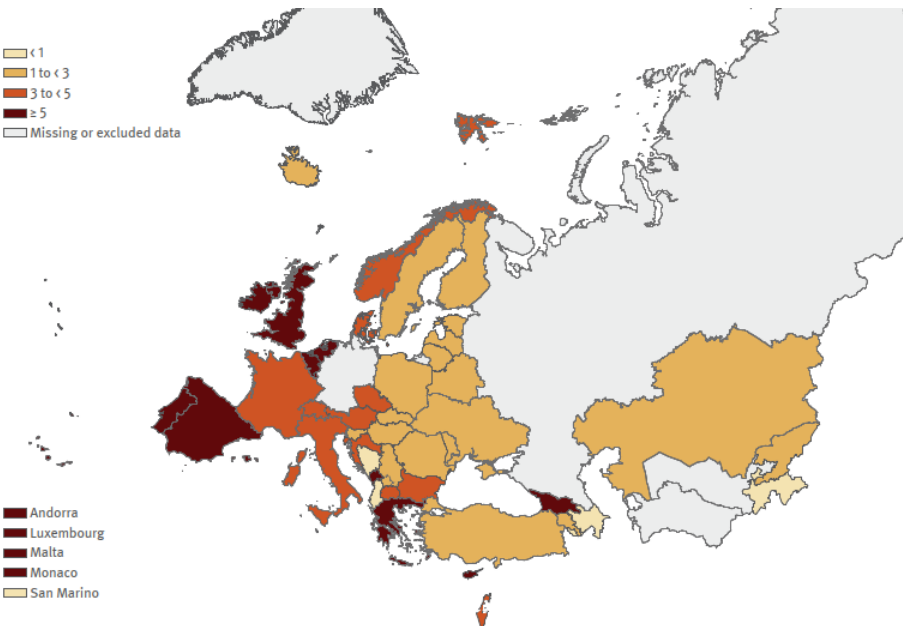 < 1
1 to < 3
3 to < 5
≥ 5
Missing or excluded data
Andorra
Luxembourg
Malta
Monaco
San Marino